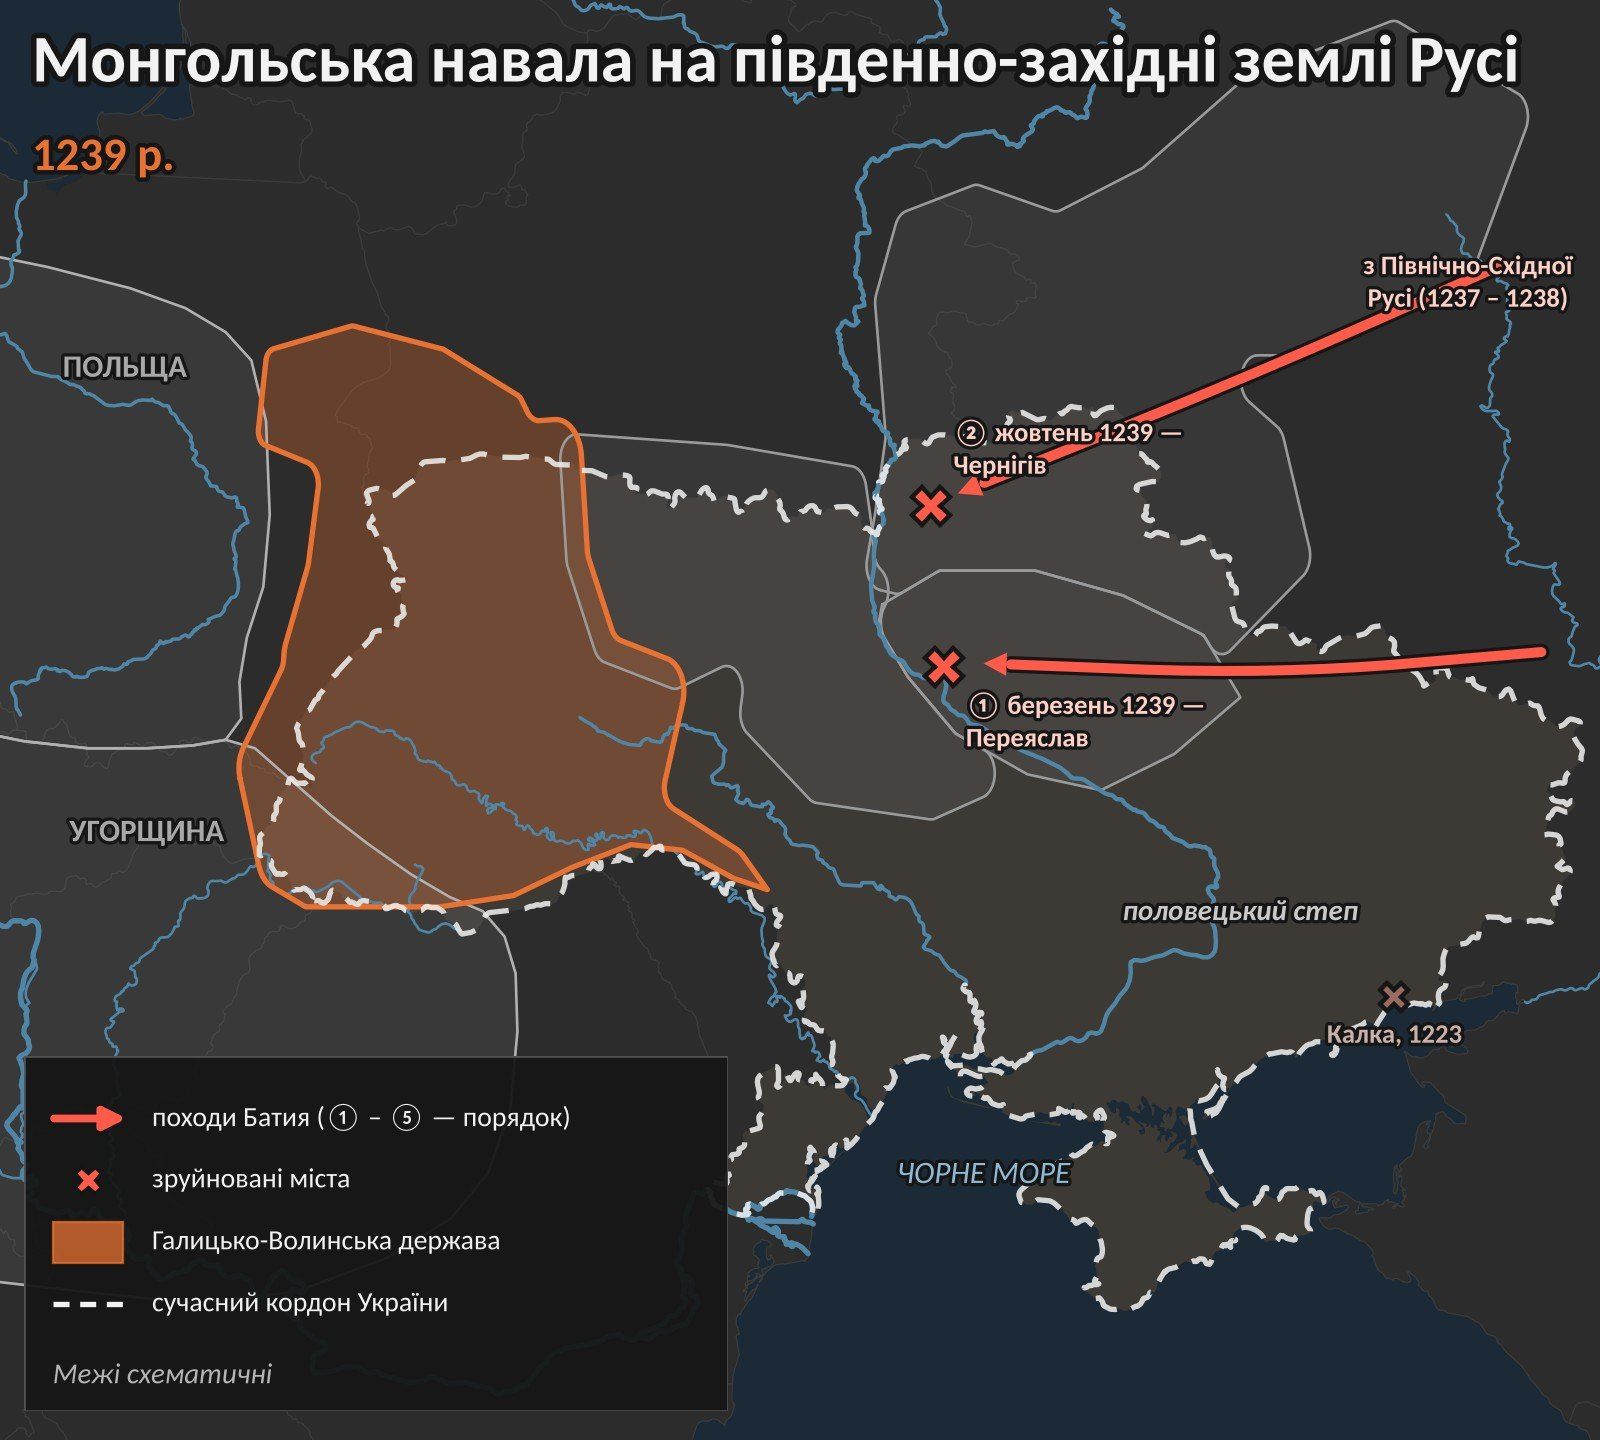 Монгольська навала на південно-західні землі Русі
1239 р.
з Північно-Східної
Русі (1237 – 1238)
ПОЛЬЩА
② жовтень 1239 —
Чернігів
① березень 1239 —
Переяслав
УГОРЩИНА
половецький степ
Калка, 1223
ЧОРНЕ МОРЕ
походи Батия (① – ⑤ — порядок)
зруйновані міста
Галицько-Волинська держава
сучасний кордон України
Межі схематичні